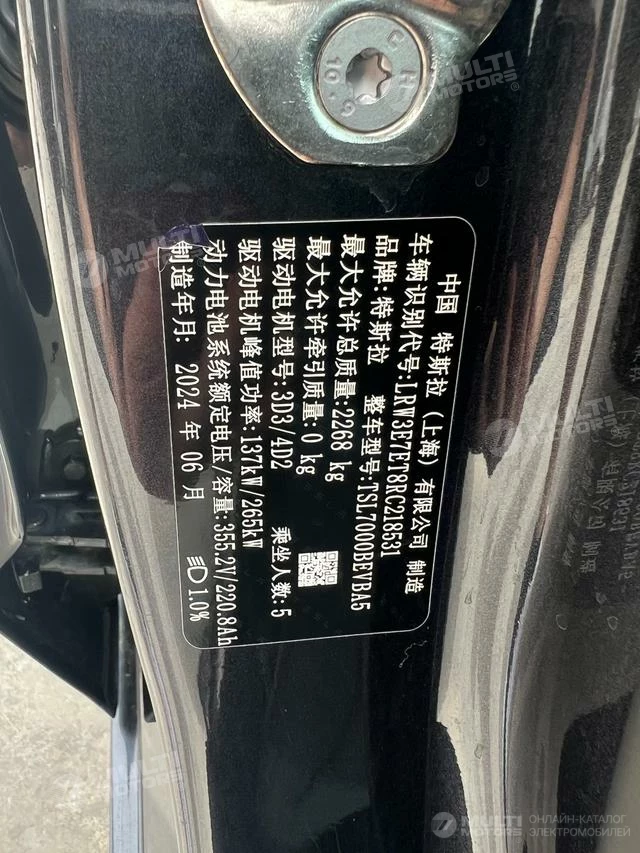 中国 特斯拉 (上海) 有限公司 制造
车辆识别代号:LRW3E7ET8RC218531
品牌:特斯拉 整车型号:TSL7000BEVBA5
最大允许总质量:2268 kg
最大允许牵引质量:0 kg
驱动电机型号:3D3/4D2 乘坐人数:5
驱动电机峰值功率:137kW/265kW
动力电池系统额定电压/容量:355.2V/220.8Ah
制造年月: 2024 年 06 月 1.0%
C H
10.9
MULTI MOTORS®
MULTI MOTORS
ОНЛАЙН-КАТАЛОГ
ЭЛЕКТРОМОБИЛЕЙ